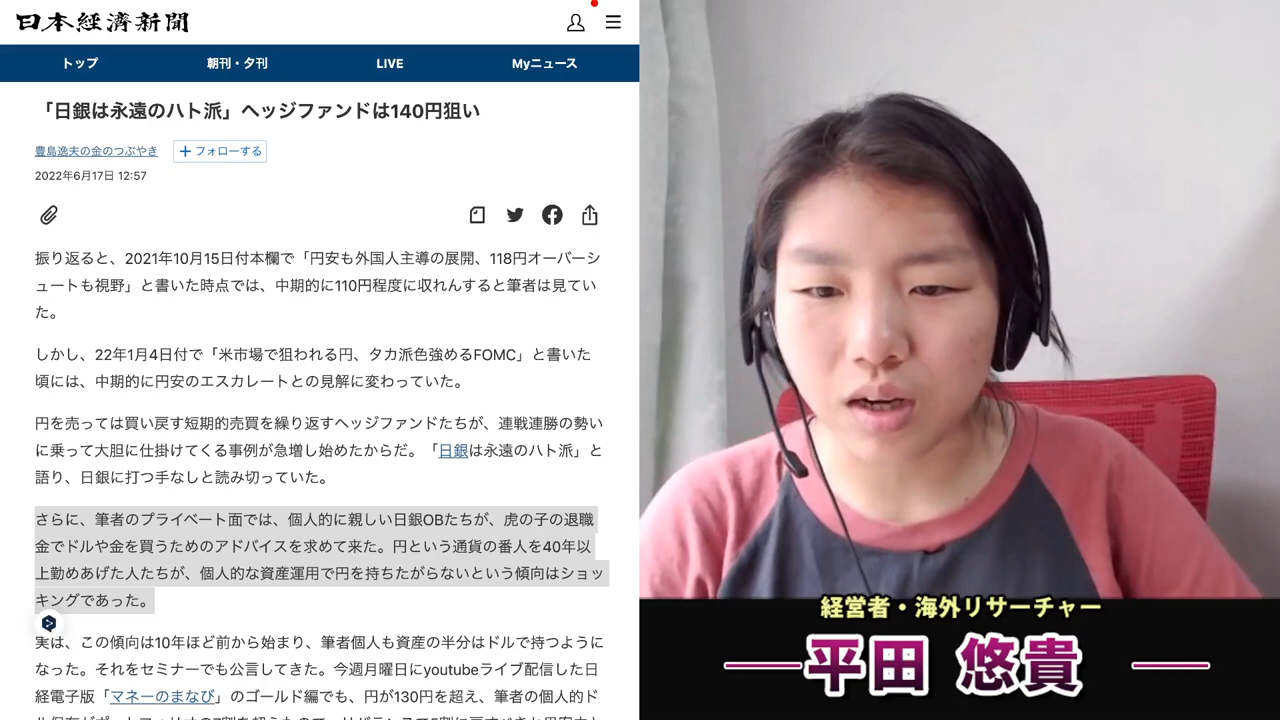 日本経済新聞
トップ
朝刊・夕刊
LIVE
Myニュース
「日銀は永遠のハト派」ヘッジファンドは140円狙い
豊島逸夫の金のつぶやき
+ フォローする
2022年6月17日 12:57
振り返ると、2021年10月15日付本欄で「円安も外国人主導の展開、118円オーバーシ
ュートも視野」と書いた時点では、中期的に110円程度に収れんすると筆者は見てい
た。
しかし、22年1月4日付で「米市場で狙われる円、タカ派色強めるFOMC」と書いた
頃には、中期的に円安のエスカレートとの見解に変わっていた。
円を売っては買い戻す短期的売買を繰り返すヘッジファンドたちが、連戦連勝の勢い
に乗って大胆に仕掛けてくる事例が急増し始めたからだ。「日銀は永遠のハト派」と
語り、日銀に打つ手なしと読み切っていた。
さらに、筆者のプライベート面では、個人的に親しい日銀OBたちが、虎の子の退職
金でドルや金を買うためのアドバイスを求めて来た。円という通貨の番人を40年以
上勤めあげた人たちが、個人的な資産運用で円を持ちたがらないという傾向はショッ
キングであった。
実は、この傾向は10年ほど前から始まり、筆者個人も資産の半分はドルで持つように
なった。それをセミナーでも公言してきた。今週月曜日にyoutubeライブ配信した日
経電子版「マネーのまなび」のゴールド編でも、円が130円を超え、筆者の個人的ド
経営者・海外リサーチャー
平田 悠貴